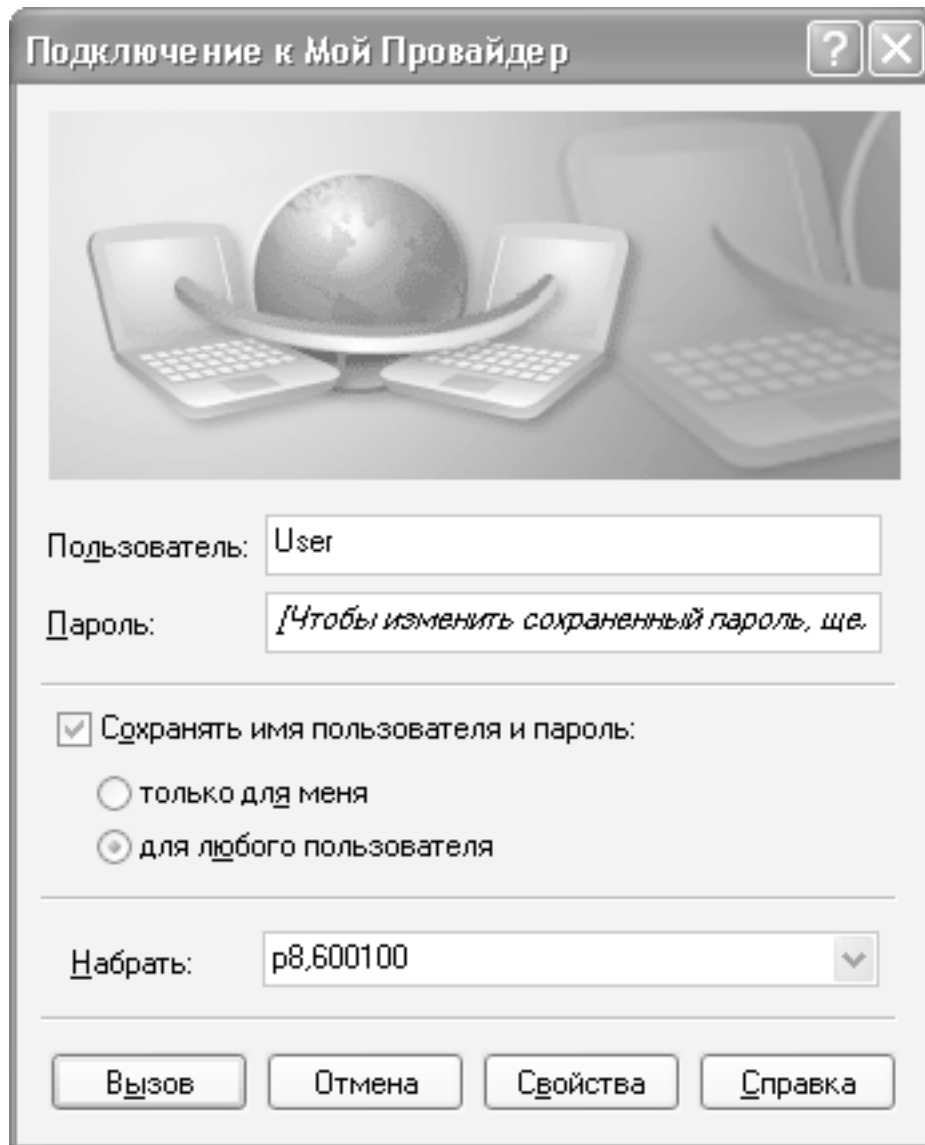 Подключение к Мой Провайдер
Пользователь: User
Пароль: [Чтобы изменить сохраненный пароль, ще
Сохранять имя пользователя и пароль:
только для меня
для любого пользователя
Набрать: p8,600100
Вызов Отмена Свойства Справка